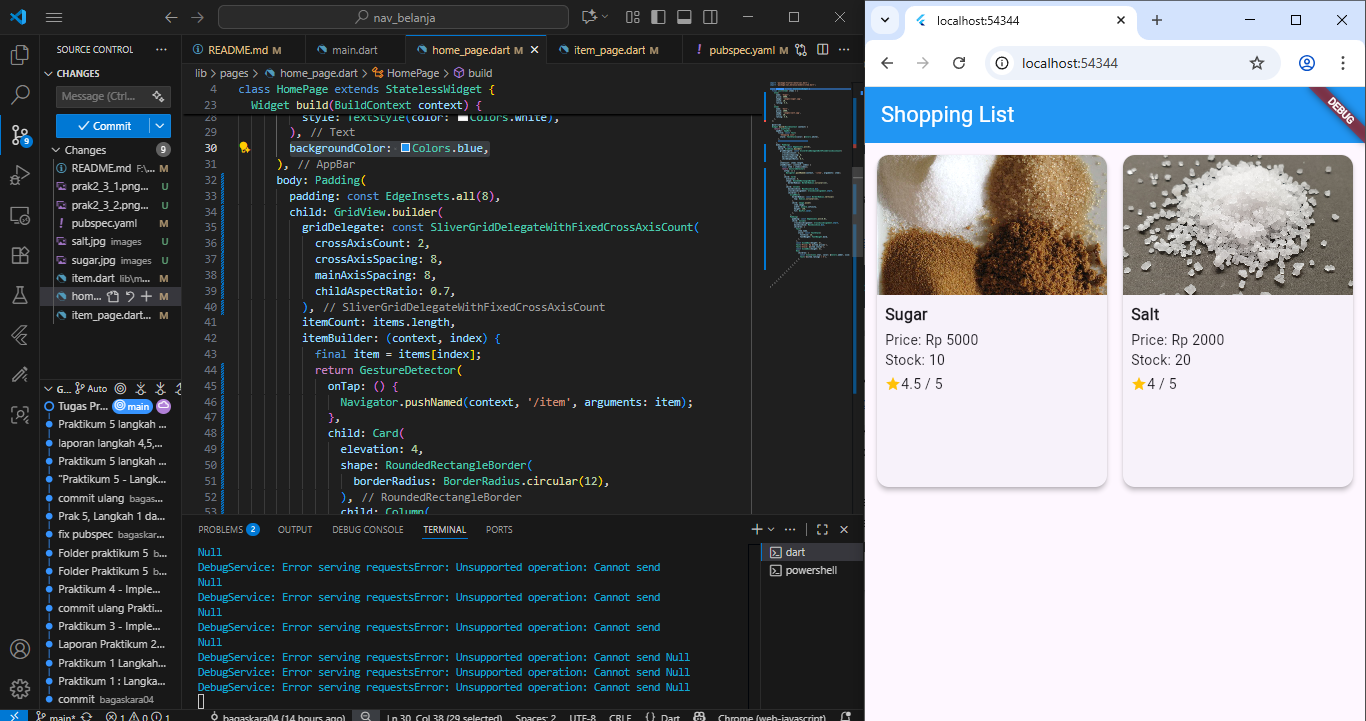 nav_belanja
SOURCE CONTROL
CHANGES
Message (Ctrl...
Commit
Changes 9
README.md F:\... M
prak2_3_1.png... U
prak2_3_2.png... U
pubspec.yaml M
salt.jpg images U
sugar.jpg images U
item.dart lib\m... M
hom... M
item_page.dart... M
G... Auto
Tugas Pr... main
Praktikum 5 langkah ...
laporan langkah 4,5,...
Praktikum 5 langkah ...
"Praktikum 5 - Langk...
commit ulang bagas...
Prak 5, Langkah 1 da...
fix pubspec bagaskar...
Folder praktikum 5 b...
Folder Praktikum 5 b...
Praktikum 4 - Imple...
commit ulang Prakti...
Praktikum 3 - Imple...
Laporan Praktikum 2...
Praktikum 1 Langkah...
Praktikum 1 : Langka...
commit bagaskara04
README.md M
main.dart
home_page.dart M
item_page.dart M
pubspec.yaml M
lib > pages > home_page.dart > HomePage > build
4 class HomePage extends StatelessWidget {
23 Widget build(BuildContext context) {
28 style: TextStyle(color: Colors.white),
29 ), // Text
30 backgroundColor: Colors.blue,
31 ), // AppBar
32 body: Padding(
33 padding: const EdgeInsets.all(8),
34 child: GridView.builder(
35 gridDelegate: const SliverGridDelegateWithFixedCrossAxisCount(
36 crossAxisCount: 2,
37 crossAxisSpacing: 8,
38 mainAxisSpacing: 8,
39 childAspectRatio: 0.7,
40 ), // SliverGridDelegateWithFixedCrossAxisCount
41 itemCount: items.length,
42 itemBuilder: (context, index) {
43 final item = items[index];
44 return GestureDetector(
45 onTap: () {
46 Navigator.pushNamed(context, '/item', arguments: item);
47 },
48 child: Card(
49 elevation: 4,
50 shape: RoundedRectangleBorder(
51 borderRadius: BorderRadius.circular(12),
52 ), // RoundedRectangleBorder
53 child: Column(
PROBLEMS 2 OUTPUT DEBUG CONSOLE TERMINAL PORTS
Null
DebugService: Error serving requestsError: Unsupported operation: Cannot send
Null
DebugService: Error serving requestsError: Unsupported operation: Cannot send
Null
DebugService: Error serving requestsError: Unsupported operation: Cannot send
Null
DebugService: Error serving requestsError: Unsupported operation: Cannot send Null
DebugService: Error serving requestsError: Unsupported operation: Cannot send Null
DebugService: Error serving requestsError: Unsupported operation: Cannot send Null
dart
powershell
main* 1 0 1 bagaskara04 (14 hours ago) Ln 30, Col 38 (29 selected) Spaces: 2 UTF-8 CRLF {} Dart Chrome (web-javascript)
localhost:54344
localhost:54344
Shopping List
DEBUG
Sugar
Price: Rp 5000
Stock: 10
4.5 / 5
Salt
Price: Rp 2000
Stock: 20
4 / 5